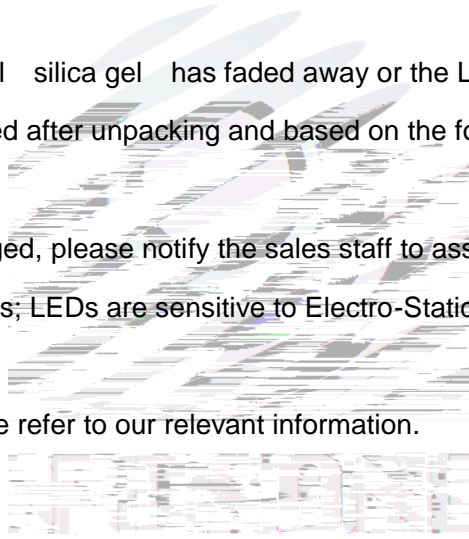 l silica gel has faded away or the L
ed after unpacking and based on the fo
ged, please notify the sales staff to ass
s; LEDs are sensitive to Electro-Static
e refer to our relevant information.